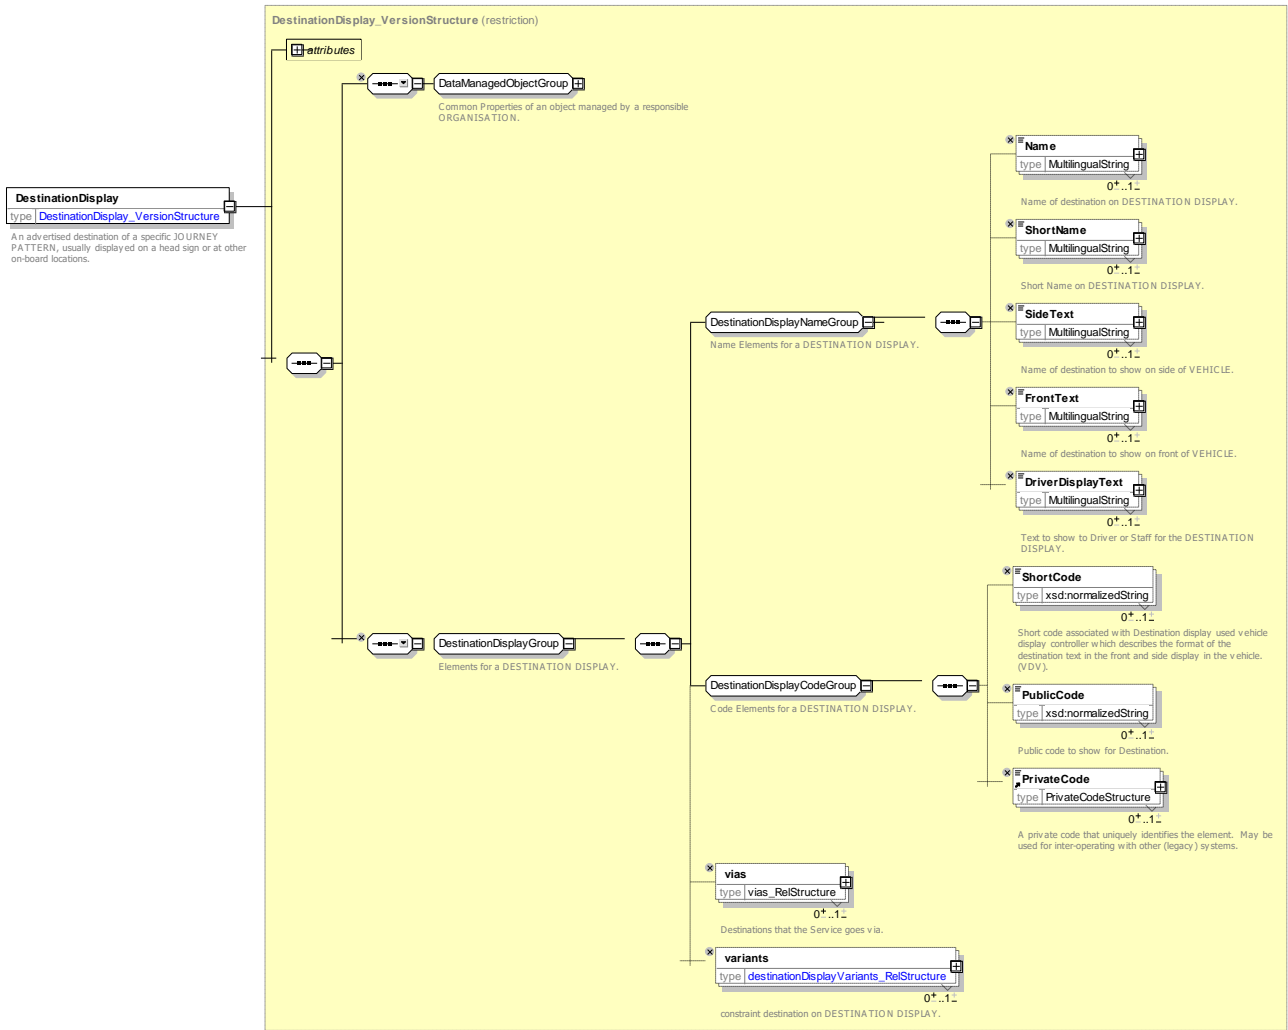 DestinationDisplay_VersionStructure (restriction)
attributes
DataManagedObjectGroup
Common Properties of an object managed by a responsible
ORGANISATION.
Name
type MultilingualString
0..1
Name of destination on DESTINATION DISPLAY.
DestinationDisplay
type DestinationDisplay_VersionStructure
An advertised destination of a specific JOURNEY
PATTERN, usually displayed on a head sign or at other
on-board locations.
ShortName
type MultilingualString
0..1
Short Name on DESTINATION DISPLAY.
DestinationDisplayNameGroup
Name Elements for a DESTINATION DISPLAY.
SideText
type MultilingualString
0..1
Name of destination to show on side of VEHICLE.
FrontText
type MultilingualString
0..1
Name of destination to show on front of VEHICLE.
DriverDisplayText
type MultilingualString
0..1
Text to show to Driver or Staff for the DESTINATION
DISPLAY.
DestinationDisplayGroup
Elements for a DESTINATION DISPLAY.
ShortCode
type xsd:normalizedString
0..1
Short code associated with Destination display used vehicle
display controller which describes the format of the
destination text in the front and side display in the vehicle.
(VDV).
DestinationDisplayCodeGroup
Code Elements for a DESTINATION DISPLAY.
PublicCode
type xsd:normalizedString
0..1
Public code to show for Destination.
PrivateCode
type PrivateCodeStructure
0..1
A private code that uniquely identifies the element. May be
used for inter-operating with other (legacy) systems.
vias
type vias_RelStructure
0..1
Destinations that the Service goes via.
variants
type destinationDisplayVariants_RelStructure
0..1
constraint destination on DESTINATION DISPLAY.